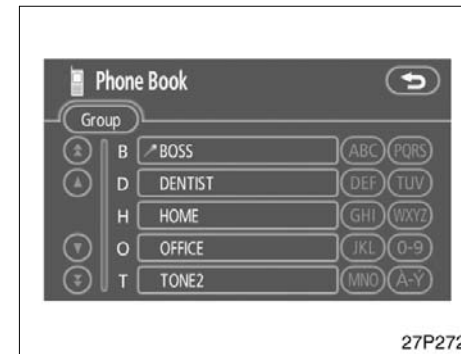 Phone Book
Group
B BOSS ABC PQRS
D DENTIST DEF TUV
H HOME GHI WXYZ
O OFFICE JKL 0-9
T TONE2 MNO À-Ý
27P272